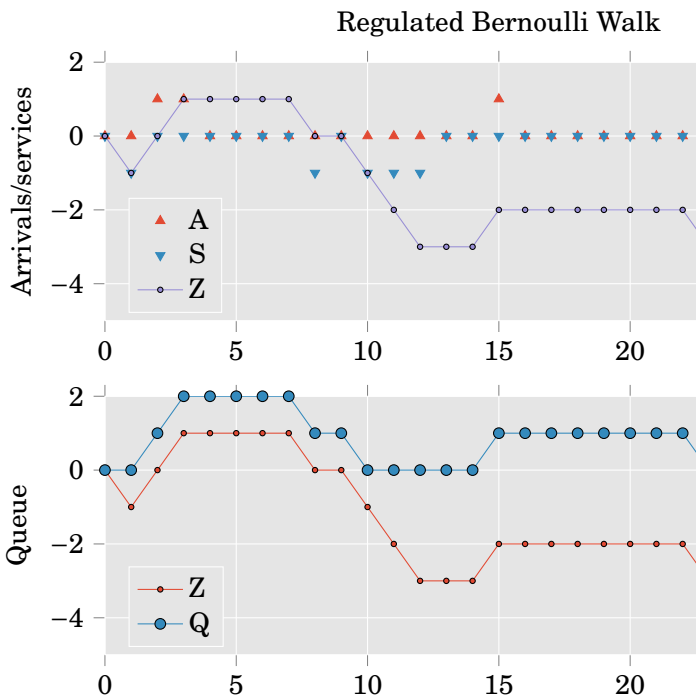 Regulated Bernoulli Walk
Arrivals/services
2
0
−2
−4
A
S
Z
0 5 10 15 20
Queue
2
0
−2
−4
Z
Q
0 5 10 15 20